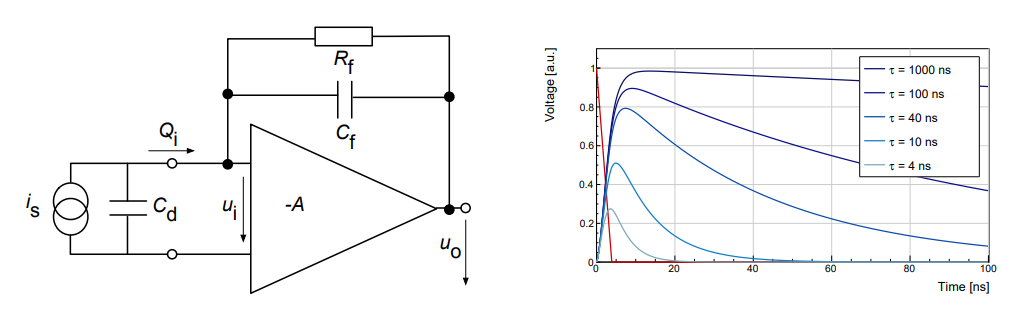 R_f
C_f
Q_i
i_s
C_d
u_i
-A
u_o
Voltage [a.u.]
1
0.8
0.6
0.4
0.2
0
τ = 1000 ns
τ = 100 ns
τ = 40 ns
τ = 10 ns
τ = 4 ns
0 20 40 60 80 100
Time [ns]